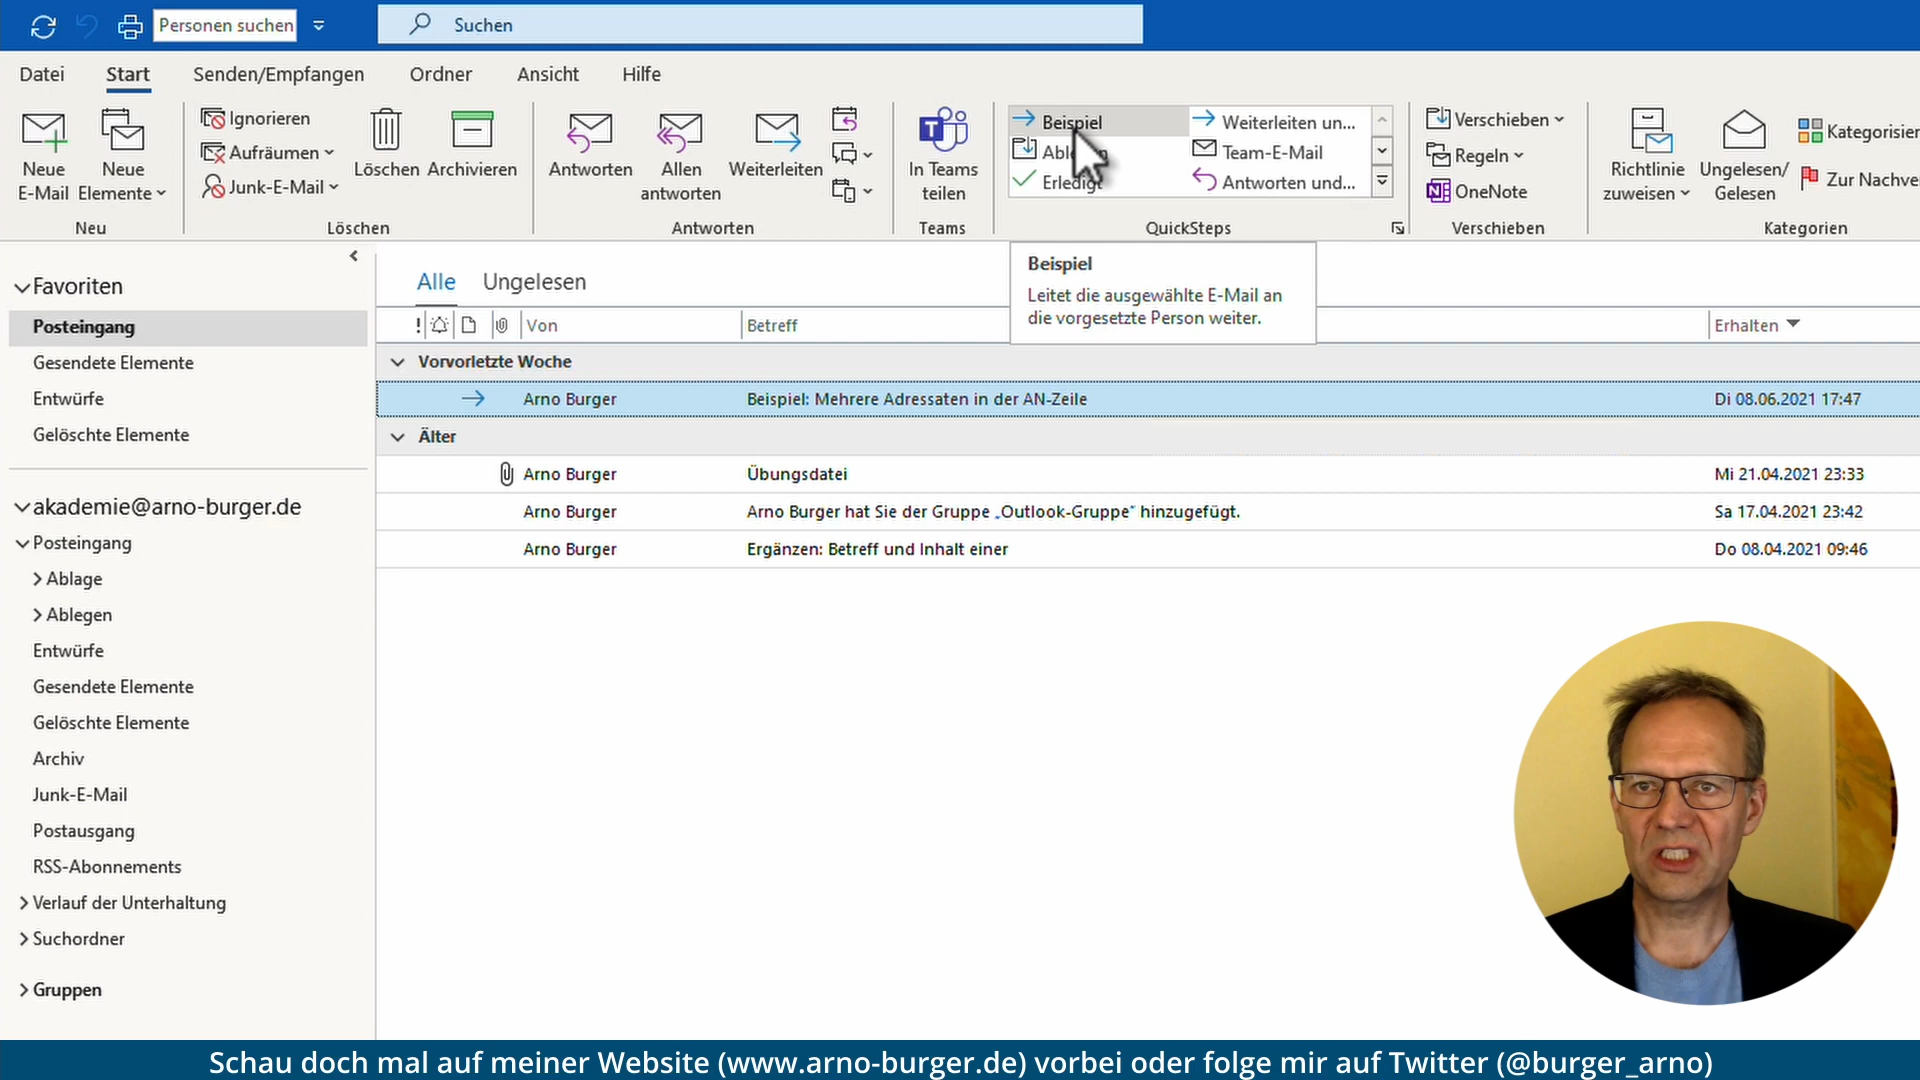 Personen suchen
Suchen
Datei Start Senden/Empfangen Ordner Ansicht Hilfe
Neue E-Mail
Neue Elemente
Neu
Ignorieren
Aufräumen
Junk-E-Mail
Löschen
Archivieren
Löschen
Antworten
Allen antworten
Weiterleiten
Antworten
In Teams teilen
Teams
Beispiel
Erledigt
Weiterleiten un...
Team-E-Mail
Antworten und...
QuickSteps
Verschieben
Regeln
OneNote
Verschieben
Richtlinie zuweisen
Ungelesen/ Gelesen
Kategorisier
Zur Nachve
Kategorien
Beispiel
Leitet die ausgewählte E-Mail an
die vorgesetzte Person weiter.
Favoriten
Posteingang
Gesendete Elemente
Entwürfe
Gelöschte Elemente
akademie@arno-burger.de
Posteingang
Ablage
Ablegen
Entwürfe
Gesendete Elemente
Gelöschte Elemente
Archiv
Junk-E-Mail
Postausgang
RSS-Abonnements
Verlauf der Unterhaltung
Suchordner
Gruppen
Alle Ungelesen
! Von Betreff Erhalten
Vorvorletzte Woche
Arno Burger Beispiel: Mehrere Adressaten in der AN-Zeile Di 08.06.2021 17:47
Älter
Arno Burger Übungsdatei Mi 21.04.2021 23:33
Arno Burger Arno Burger hat Sie der Gruppe „Outlook-Gruppe“ hinzugefügt. Sa 17.04.2021 23:42
Arno Burger Ergänzen: Betreff und Inhalt einer Do 08.04.2021 09:46
Schau doch mal auf meiner Website (www.arno-burger.de) vorbei oder folge mir auf Twitter (@burger_arno)